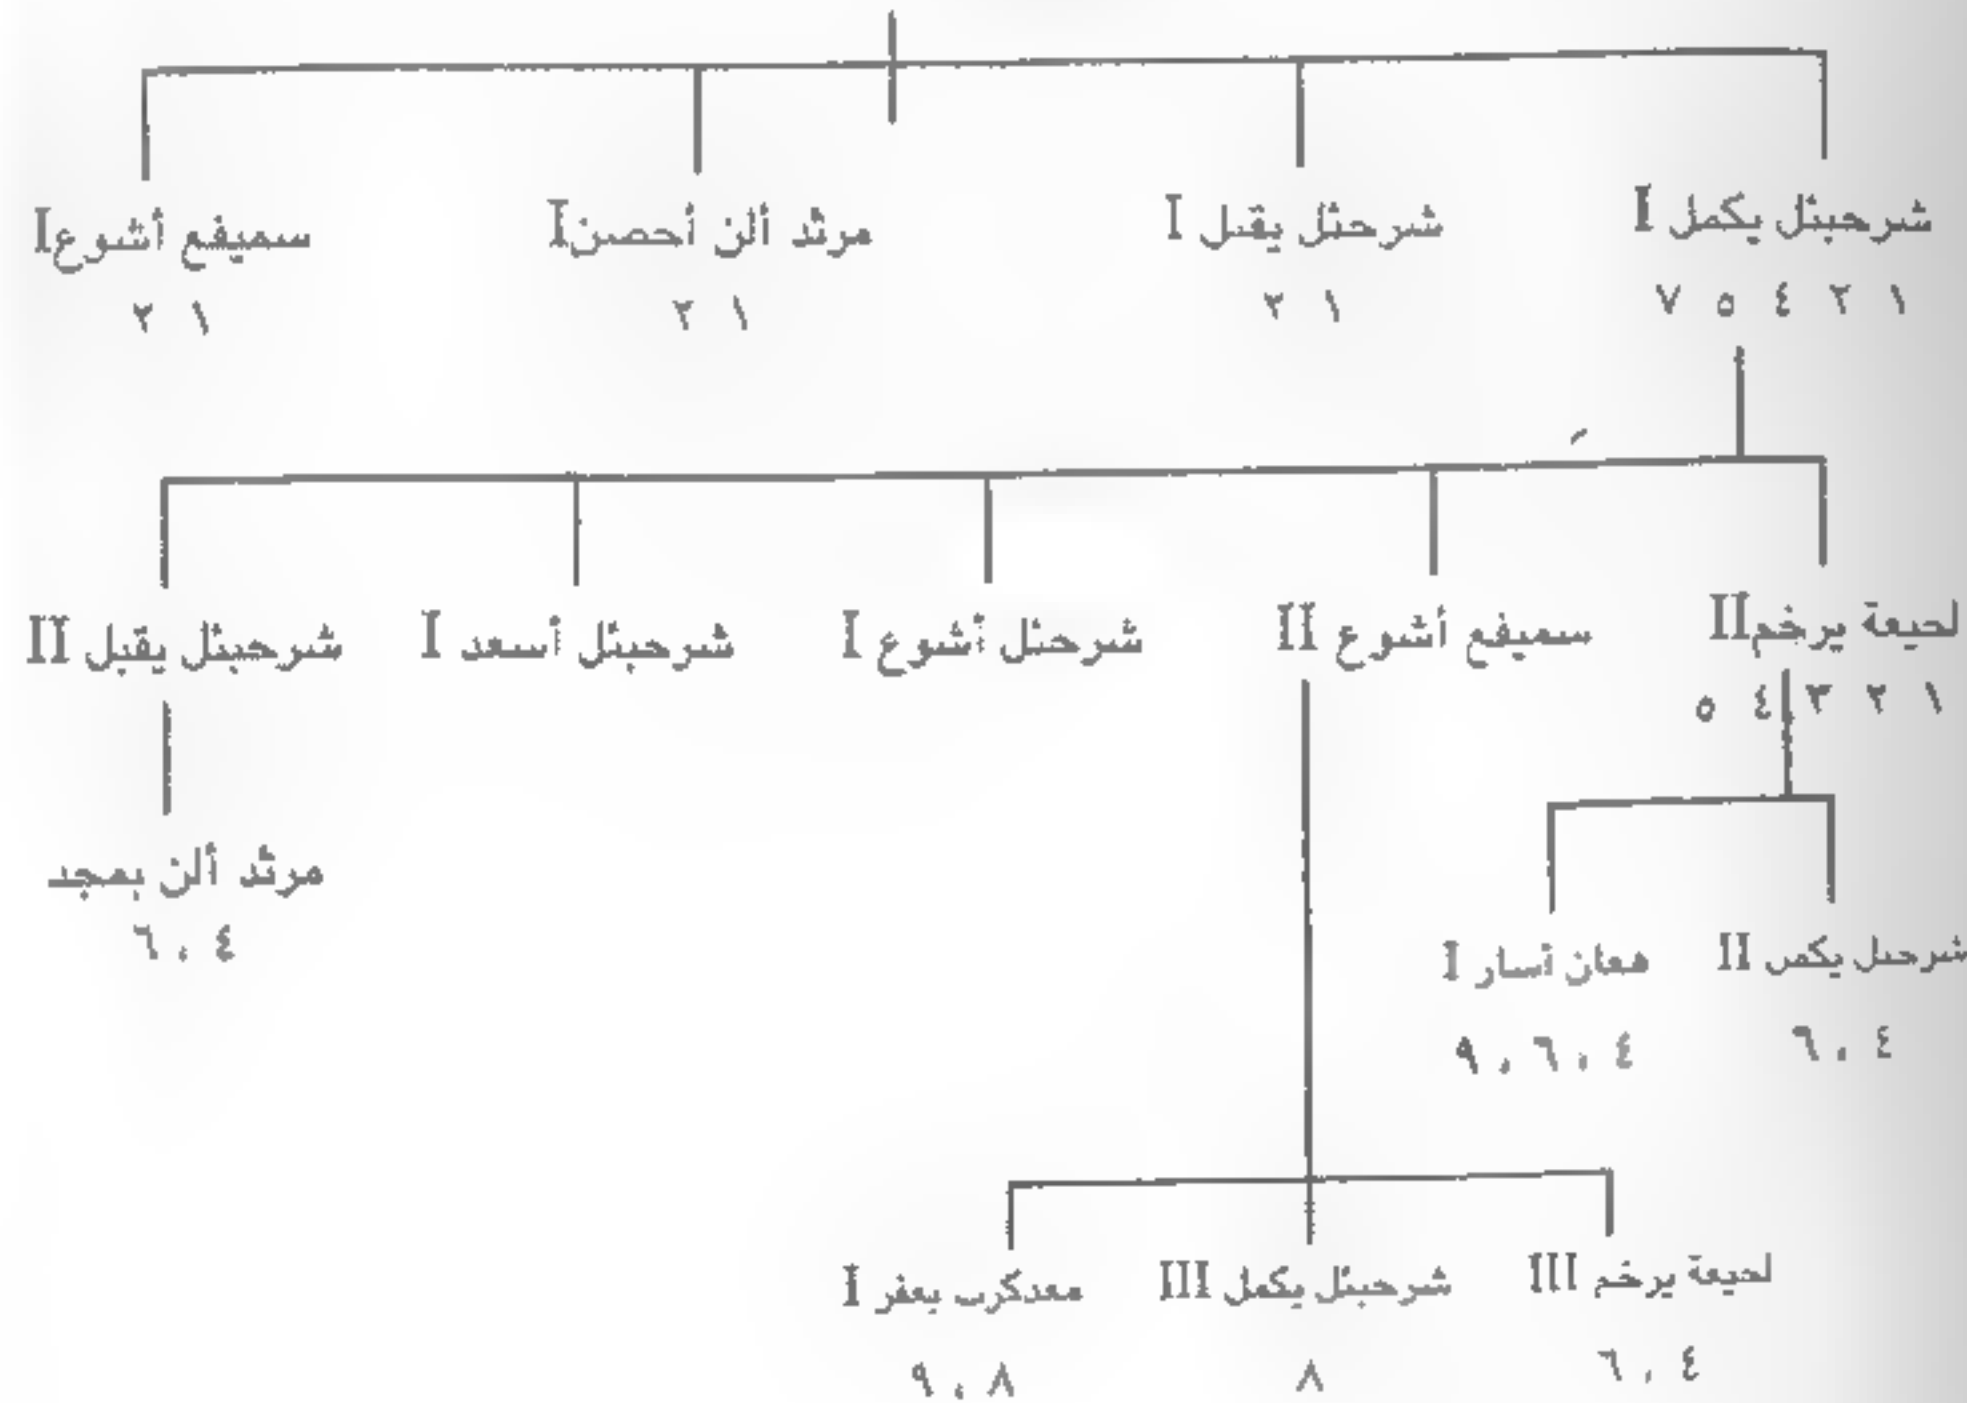 شرحبئل يكمل I
شرحثل يقبل I
مرثد ألن أحصن I
سميفع أشوع I
١ ٢ ٤ ٥ ٧
١ ٢
١ ٢
١ ٢
لحيعة يرخم II
سميفع أشوع II
شرحئل أشوع I
شرحبئل أسعد I
شرحبئل يقبل II
١ ٢ ٣ ٤ ٥
مرثد ألن يمجد
٤ ، ٦
شرحبل يكمل II
هعان أسار I
٤ ، ٦
٤ ، ٦ ، ٩
لحيعة يرخم III
شرحبئل يكمل III
معدكرب يعفر I
٤ ، ٦
٨
٨ ، ٩